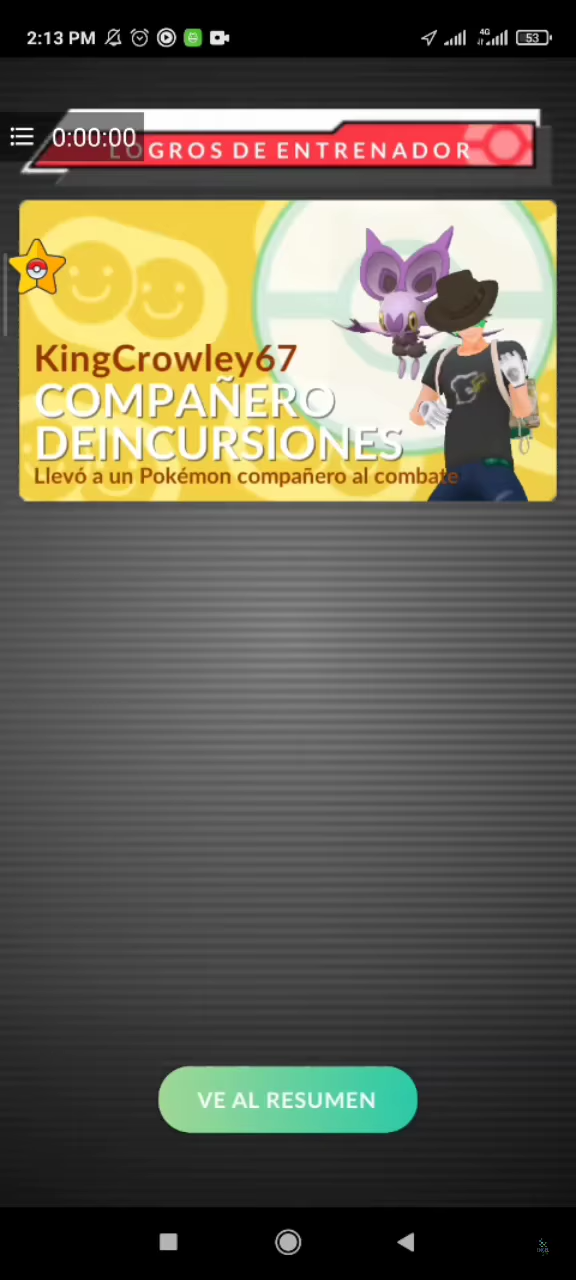 2:13 PM
4G
53
0:00:00
LOGROS DE ENTRENADOR
KingCrowley67
COMPAÑERO
DEINCURSIONES
Llevó a un Pokémon compañero al combate
VE AL RESUMEN